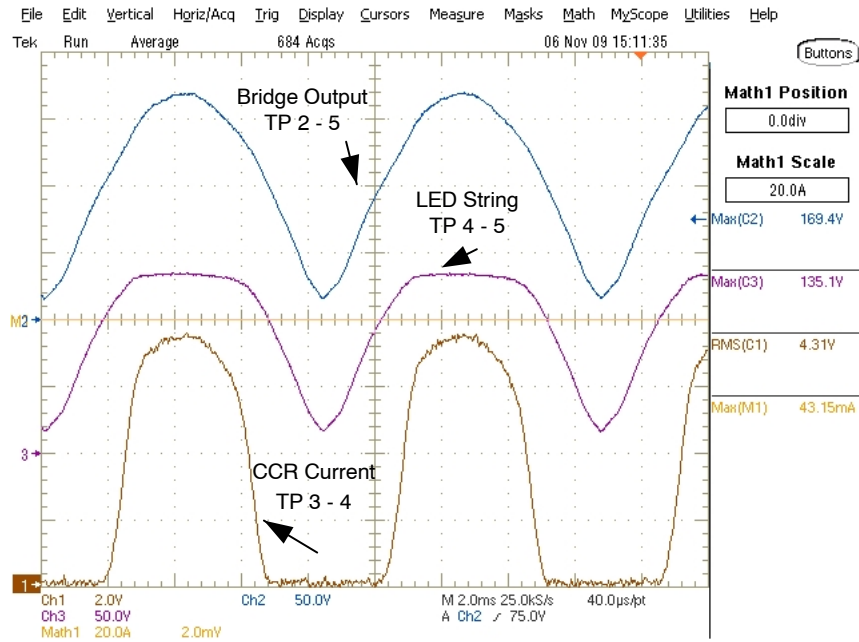 File Edit Vertical Horiz/Acq Trig Display Cursors Measure Masks Math MyScope Utilities Help
Tek Run Average 684 Acqs 06 Nov 09 15:11:35
Buttons
Bridge Output
TP 2 - 5
LED String
TP 4 - 5
CCR Current
TP 3 - 4
M2
3
1
Math1 Position
0.0div
Math1 Scale
20.0A
Max(C2) 169.4V
Max(C3) 135.1V
RMS(C1) 4.31V
Max(M1) 43.15mA
Ch1 2.0V Ch2 50.0V M 2.0ms 25.0kS/s 40.0µs/pt
Ch3 50.0V A Ch2 / 75.0V
Math1 20.0A 2.0mV